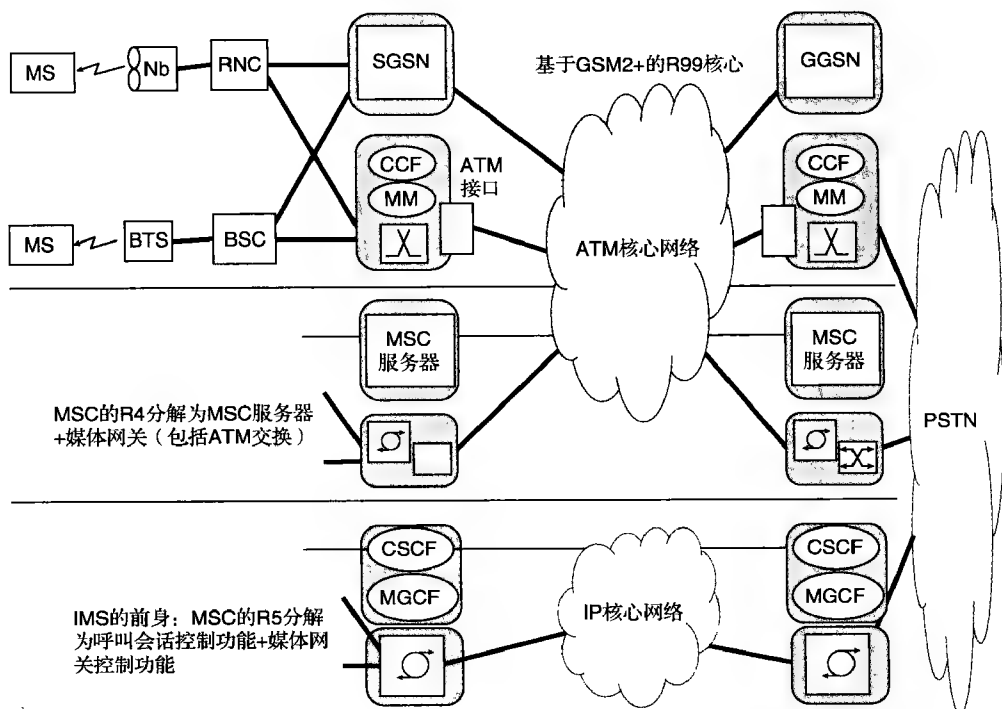 MS
Nb
RNC
SGSN
基于GSM2+的R99核心
GGSN
CCF
MM
ATM
接口
CCF
MM
MS
BTS
BSC
ATM核心网络
MSC
服务器
MSC
服务器
MSC的R4分解为MSC服务器
+媒体网关（包括ATM交换）
PSTN
CSCF
MGCF
CSCF
MGCF
IP核心网络
IMS的前身：MSC的R5分解
为呼叫会话控制功能+媒体网
关控制功能